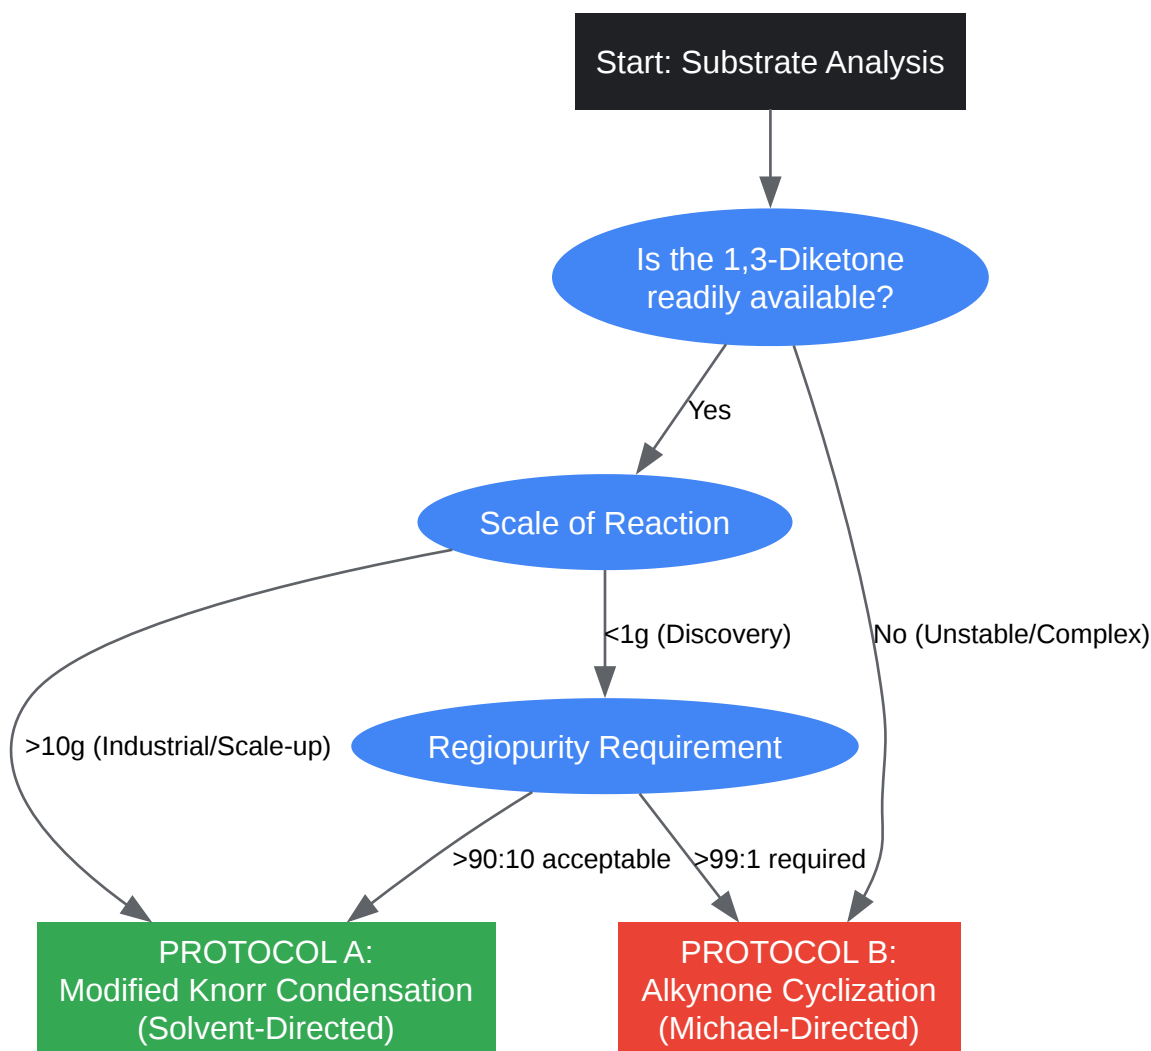 Start: Substrate Analysis
Is the 1,3-Diketone
readily available?
Yes
Scale of Reaction
<1g (Discovery)
No (Unstable/Complex)
>10g (Industrial/Scale-up)
Regiopurity Requirement
>90:10 acceptable
>99:1 required
PROTOCOL A:
Modified Knorr Condensation
(Solvent-Directed)
PROTOCOL B:
Alkynone Cyclization
(Michael-Directed)